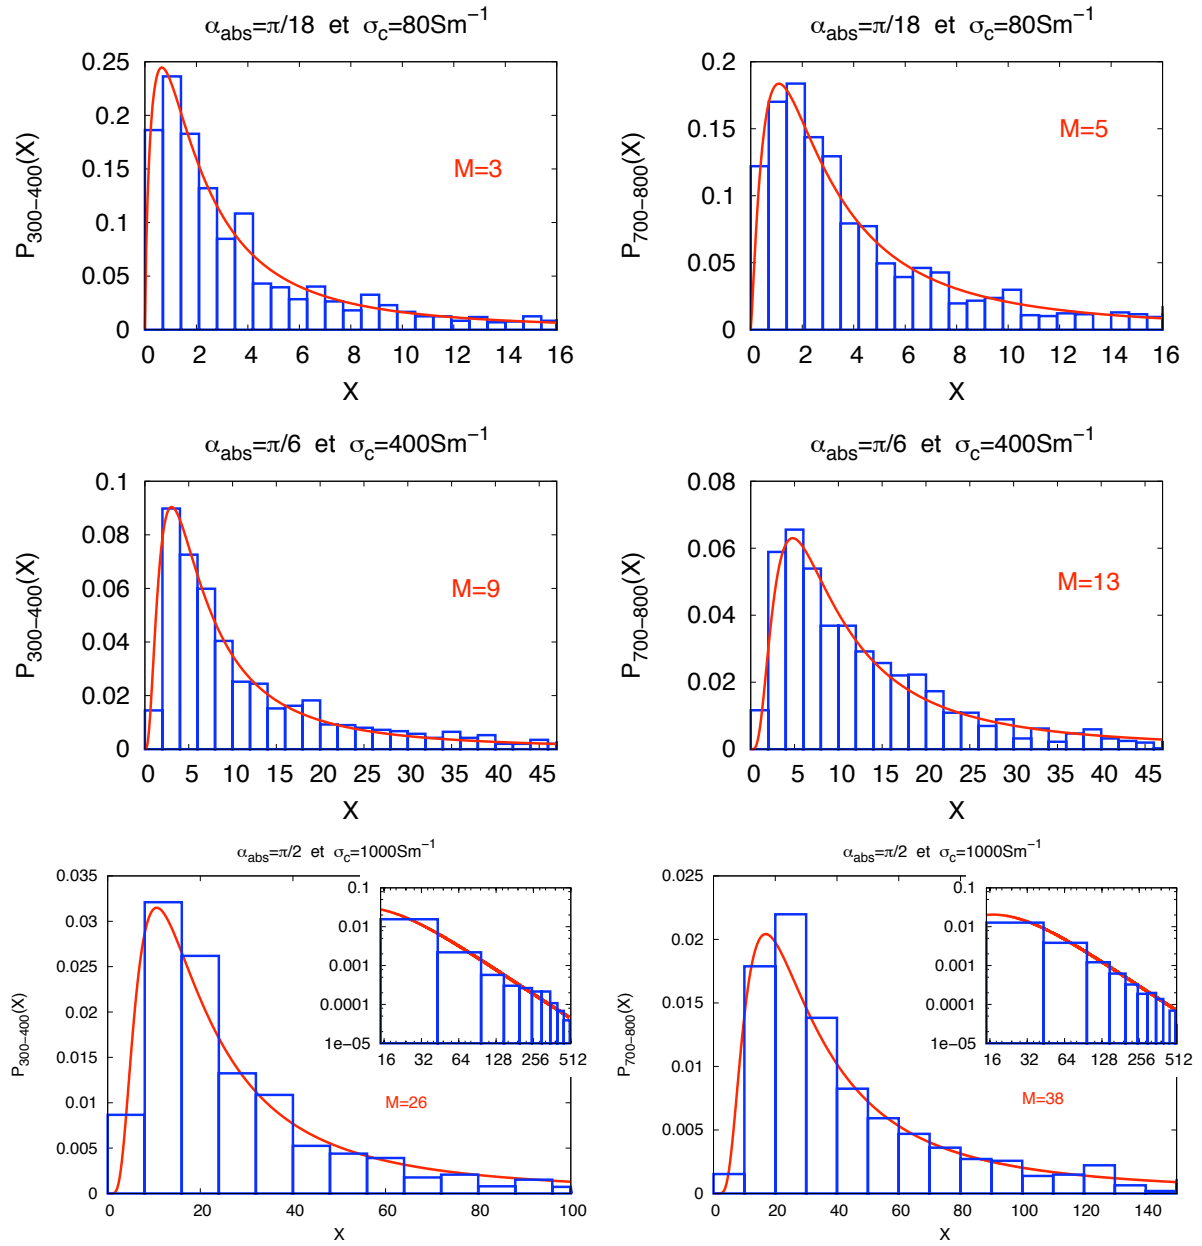 α_abs=π/18 et σ_c=80Sm⁻¹
P_300−400(X)
0.25
0.2
0.15
0.1
0.05
0
M=3
0 2 4 6 8 10 12 14 16
X
α_abs=π/18 et σ_c=80Sm⁻¹
P_700−800(X)
0.2
0.15
0.1
0.05
0
M=5
0 2 4 6 8 10 12 14 16
X
α_abs=π/6 et σ_c=400Sm⁻¹
P_300−400(X)
0.1
0.08
0.06
0.04
0.02
0
M=9
0 5 10 15 20 25 30 35 40 45
X
α_abs=π/6 et σ_c=400Sm⁻¹
P_700−800(X)
0.08
0.06
0.04
0.02
0
M=13
0 5 10 15 20 25 30 35 40 45
X
α_abs=π/2 et σ_c=1000Sm⁻¹
P_300−400(X)
0.035
0.03
0.025
0.02
0.015
0.01
0.005
0
0.1
0.01
0.001
0.0001
1e−05
16 32 64 128 256 512
M=26
0 20 40 60 80 100
X
α_abs=π/2 et σ_c=1000Sm⁻¹
P_700−800(X)
0.025
0.02
0.015
0.01
0.005
0
0.1
0.01
0.001
0.0001
1e−05
16 32 64 128 256 512
M=38
0 20 40 60 80 100 120 140
X